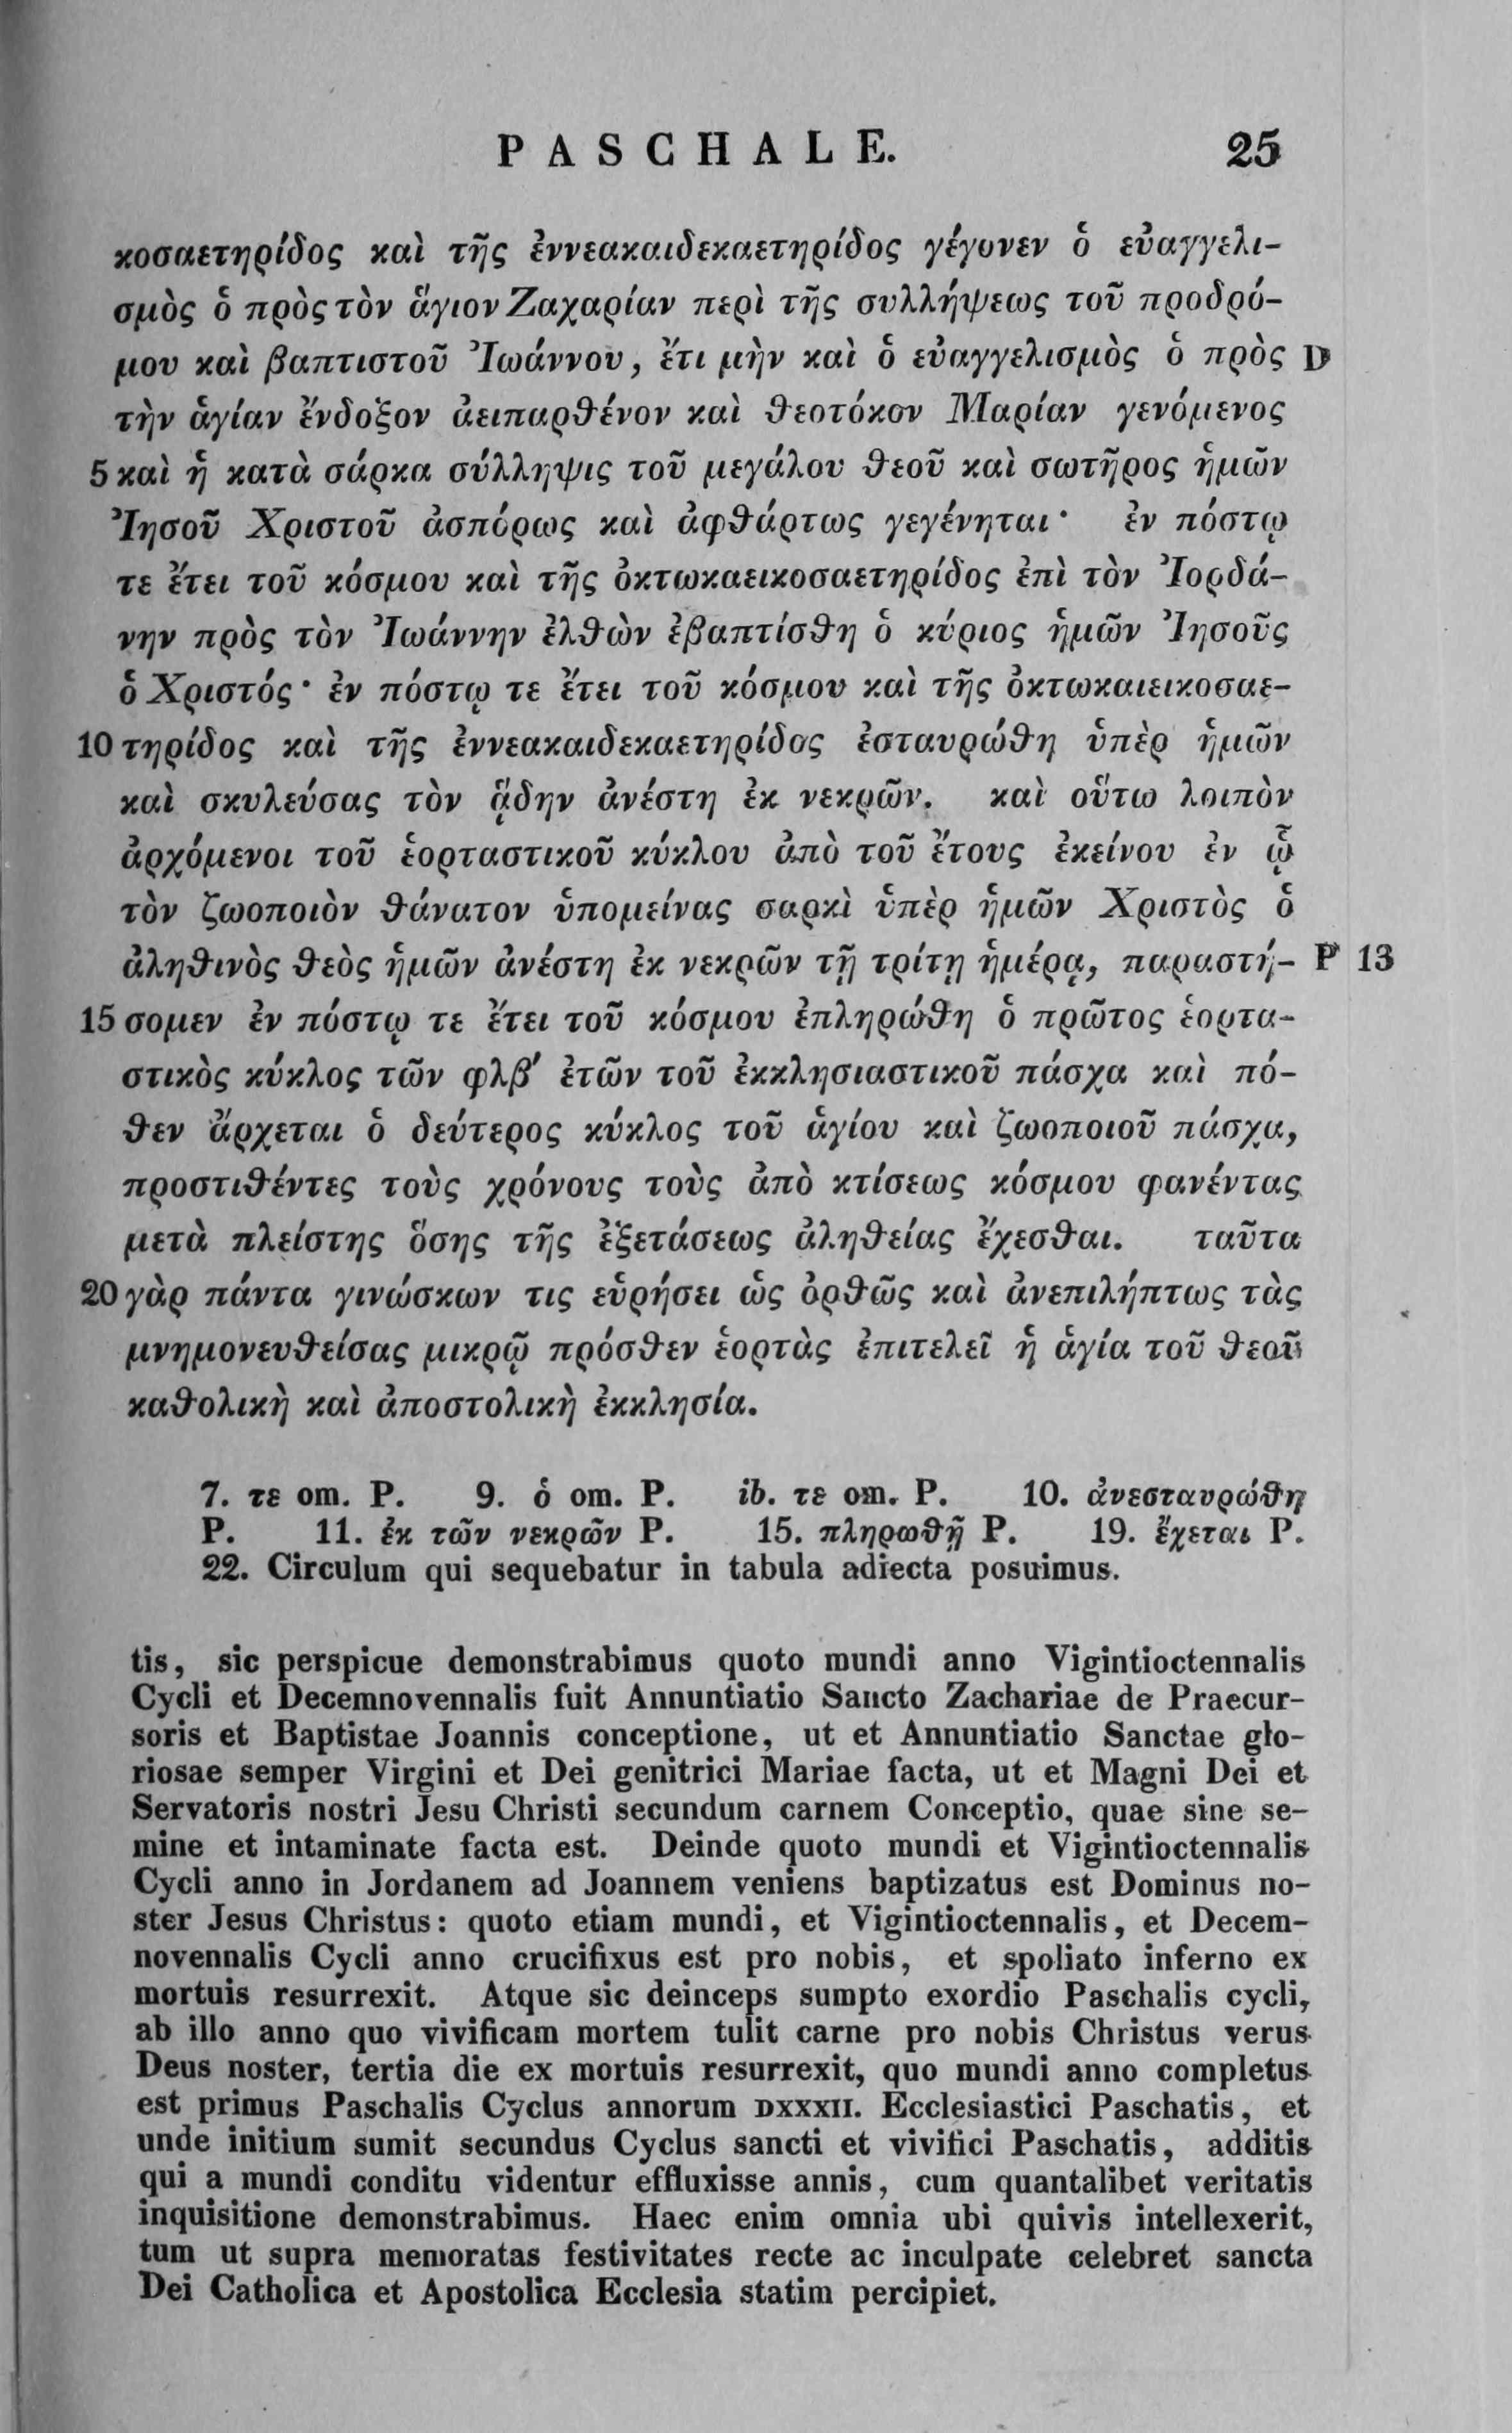 PASCHALE. 25
κοσαετηρίδος καὶ τῆς ἐννεακαιδεκαετηρίδος γέγονεν ὁ εὐαγγελι-
σμὸς ὁ πρὸς τὸν ἅγιον Ζαχαρίαν περὶ τῆς συλλήψεως τοῦ προδρό-
μου καὶ βαπτιστοῦ Ἰωάννου, ἔτι μὴν καὶ ὁ εὐαγγελισμὸς ὁ πρὸς D
τὴν ἁγίαν ἔνδοξον ἀειπαρθένον καὶ θεοτόκον Μαρίαν γενόμενος
5 καὶ ἡ κατὰ σάρκα σύλληψις τοῦ μεγάλου θεοῦ καὶ σωτῆρος ἡμῶν
Ἰησοῦ Χριστοῦ ἀσπόρως καὶ ἀφθάρτως γεγένηται· ἐν πόστῳ
τε ἔτει τοῦ κόσμου καὶ τῆς ὀκτωκαεικοσαετηρίδος ἐπὶ τὸν Ἰορδά-
νην πρὸς τὸν Ἰωάννην ἐλθὼν ἐβαπτίσθη ὁ κύριος ἡμῶν Ἰησοῦς
ὁ Χριστός· ἐν πόστῳ τε ἔτει τοῦ κόσμου καὶ τῆς ὀκτωκαιεικοσαε-
10 τηρίδος καὶ τῆς ἐννεακαιδεκαετηρίδος ἐσταυρώθη ὑπὲρ ἡμῶν
καὶ σκυλεύσας τὸν ᾅδην ἀνέστη ἐκ νεκρῶν. καὶ οὕτω λοιπὸν
ἀρχόμενοι τοῦ ἑορταστικοῦ κύκλου ἀπὸ τοῦ ἔτους ἐκείνου ἐν ᾧ
τὸν ζωοποιὸν θάνατον ὑπομείνας σαρκὶ ὑπὲρ ἡμῶν Χριστὸς ὁ
ἀληθινὸς θεὸς ἡμῶν ἀνέστη ἐκ νεκρῶν τῇ τρίτῃ ἡμέρᾳ, παραστή- P 13
15 σομεν ἐν πόστῳ τε ἔτει τοῦ κόσμου ἐπληρώθη ὁ πρῶτος ἑορτα-
στικὸς κύκλος τῶν φλβ′ ἐτῶν τοῦ ἐκκλησιαστικοῦ πάσχα καὶ πό-
θεν ἄρχεται ὁ δεύτερος κύκλος τοῦ ἁγίου καὶ ζωοποιοῦ πάσχα,
προστιθέντες τοὺς χρόνους τοὺς ἀπὸ κτίσεως κόσμου φανέντας
μετὰ πλείστης ὅσης τῆς ἐξετάσεως ἀληθείας ἔχεσθαι. ταῦτα
20 γὰρ πάντα γινώσκων τις εὑρήσει ὡς ὀρθῶς καὶ ἀνεπιλήπτως τὰς
μνημονευθείσας μικρῷ πρόσθεν ἑορτὰς ἐπιτελεῖ ἡ ἁγία τοῦ θεοῦ
καθολικὴ καὶ ἀποστολικὴ ἐκκλησία.
7. τε om. P. 9. ὁ om. P. ib. τε om. P. 10. ἀνεσταυρώθη
P. 11. ἐκ τῶν νεκρῶν P. 15. πληρωθῇ P. 19. ἔχεται P.
22. Circulum qui sequebatur in tabula adiecta posuimus.
tis, sic perspicue demonstrabimus quoto mundi anno Vigintioctennalis
Cycli et Decemnovennalis fuit Annuntiatio Sancto Zachariae de Praecur-
soris et Baptistae Joannis conceptione, ut et Annuntiatio Sanctae glo-
riosae semper Virgini et Dei genitrici Mariae facta, ut et Magni Dei et
Servatoris nostri Jesu Christi secundum carnem Conceptio, quae sine se-
mine et intaminate facta est. Deinde quoto mundi et Vigintioctennalis
Cycli anno in Jordanem ad Joannem veniens baptizatus est Dominus no-
ster Jesus Christus: quoto etiam mundi, et Vigintioctennalis, et Decem-
novennalis Cycli anno crucifixus est pro nobis, et spoliato inferno ex
mortuis resurrexit. Atque sic deinceps sumpto exordio Paschalis cycli,
ab illo anno quo vivificam mortem tulit carne pro nobis Christus verus
Deus noster, tertia die ex mortuis resurrexit, quo mundi anno completus
est primus Paschalis Cyclus annorum DXXXII. Ecclesiastici Paschatis, et
unde initium sumit secundus Cyclus sancti et vivifici Paschatis, additis
qui a mundi conditu videntur effluxisse annis, cum quantalibet veritatis
inquisitione demonstrabimus. Haec enim omnia ubi quivis intellexerit,
tum ut supra memoratas festivitates recte ac inculpate celebret sancta
Dei Catholica et Apostolica Ecclesia statim percipiet.